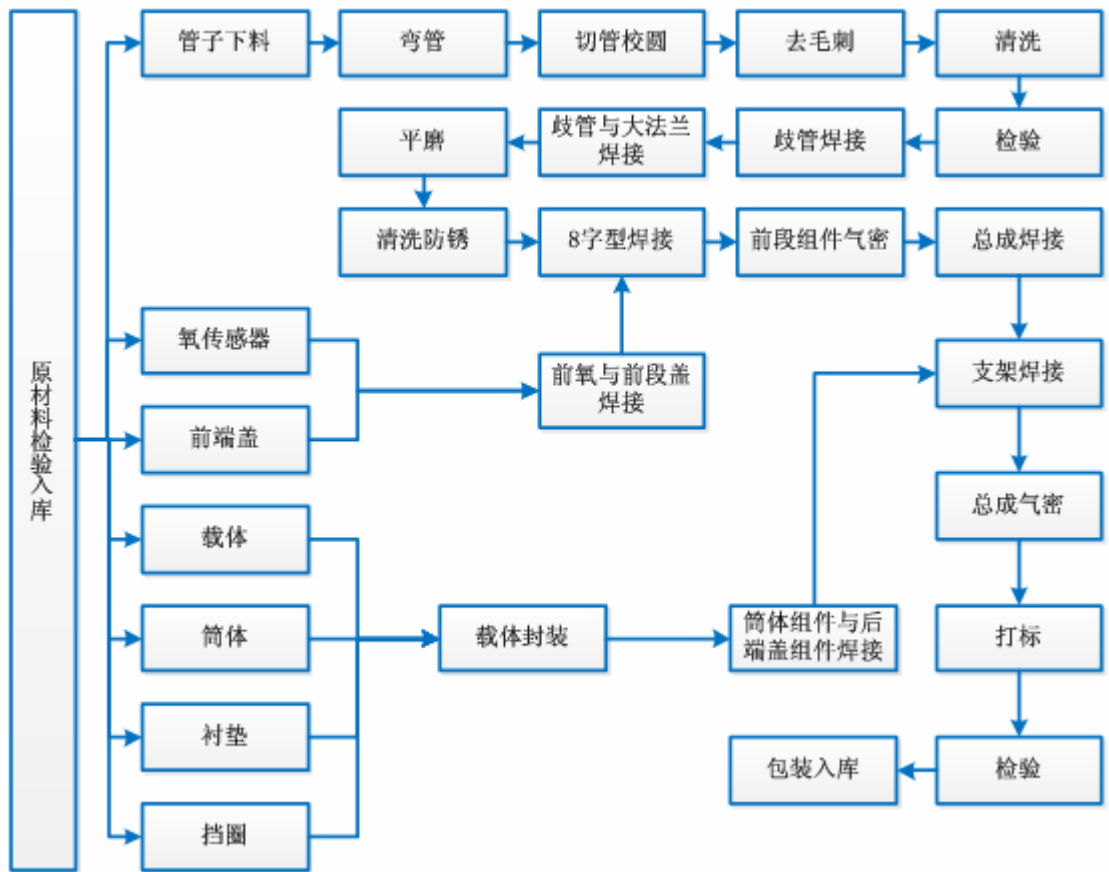 原材料检验入库
管子下料
弯管
切管校圆
去毛刺
清洗
平磨
歧管与大法兰
焊接
歧管焊接
检验
清洗防锈
8字型焊接
前段组件气密
总成焊接
氧传感器
前氧与前段盖
焊接
支架焊接
前端盖
总成气密
载体
筒体
载体封装
筒体组件与后
端盖组件焊接
打标
衬垫
包装入库
检验
挡圈